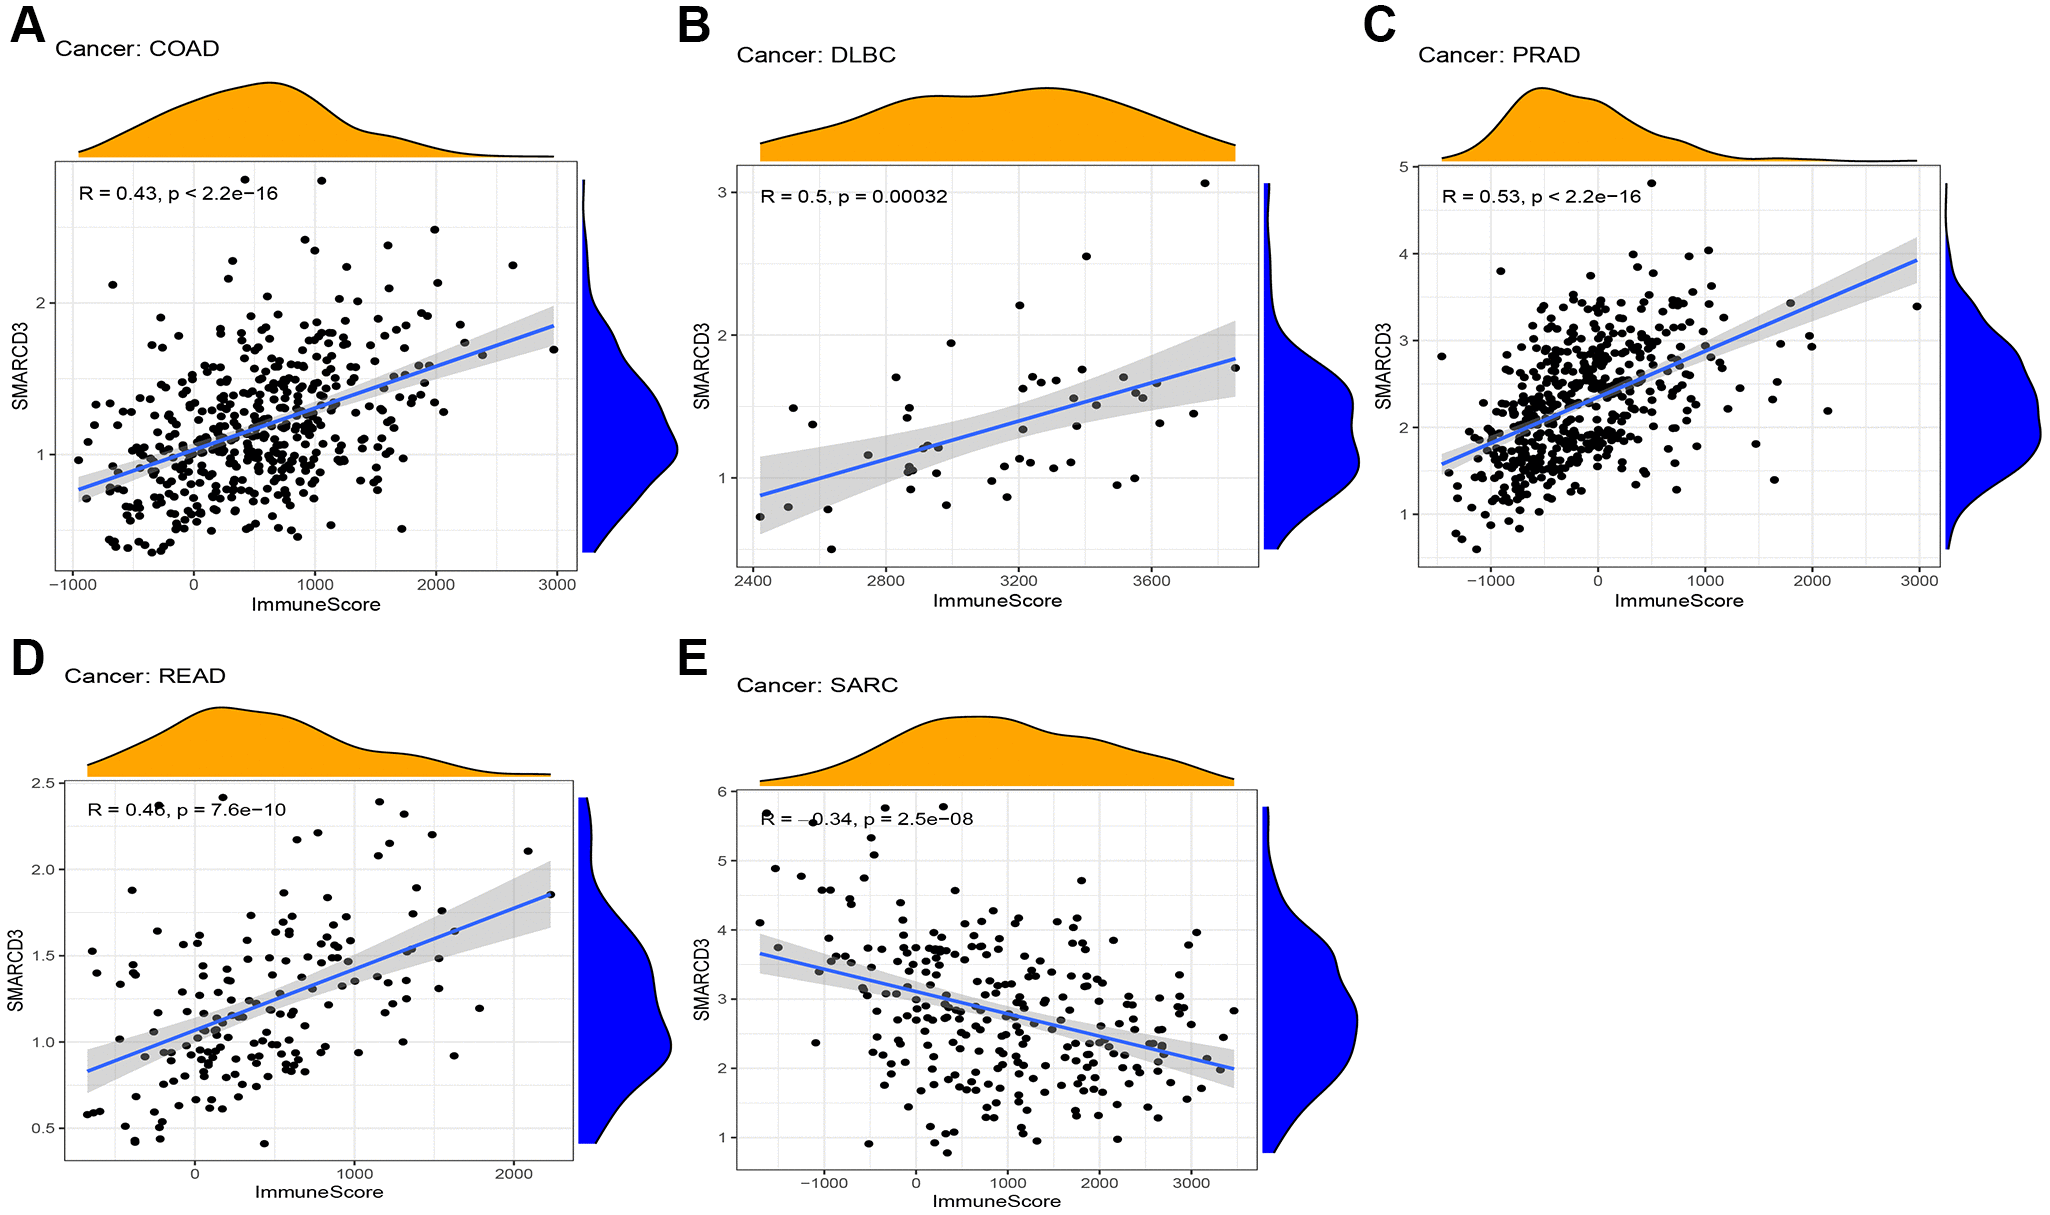 A
Cancer: COAD
R = 0.43, p < 2.2e−16
SMARCD3
2
1
−1000 0 1000 2000 3000
ImmuneScore
B
Cancer: DLBC
R = 0.5, p = 0.00032
SMARCD3
3
2
1
2400 2800 3200 3600
ImmuneScore
C
Cancer: PRAD
R = 0.53, p < 2.2e−16
SMARCD3
5
4
3
2
1
−1000 0 1000 2000 3000
ImmuneScore
D
Cancer: READ
R = 0.46, p = 7.6e−10
SMARCD3
2.5
2.0
1.5
1.0
0.5
0 1000 2000
ImmuneScore
E
Cancer: SARC
R = −0.34, p = 2.5e−08
SMARCD3
6
5
4
3
2
1
−1000 0 1000 2000 3000
ImmuneScore